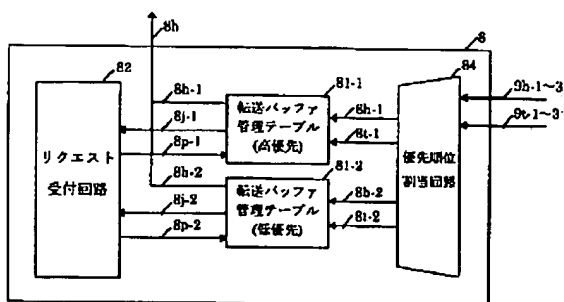 8h
8
82
81-1
84
8h-1
転送バッファ
管理テーブル
(高優先)
8h-1
9h-1~3
8j-1
8t-1
9t-1~3
8p-1
リクエスト
受付回路
優先順位
割当回路
8h-2
81-2
転送バッファ
管理テーブル
(低優先)
8h-2
8j-2
8t-2
8p-2